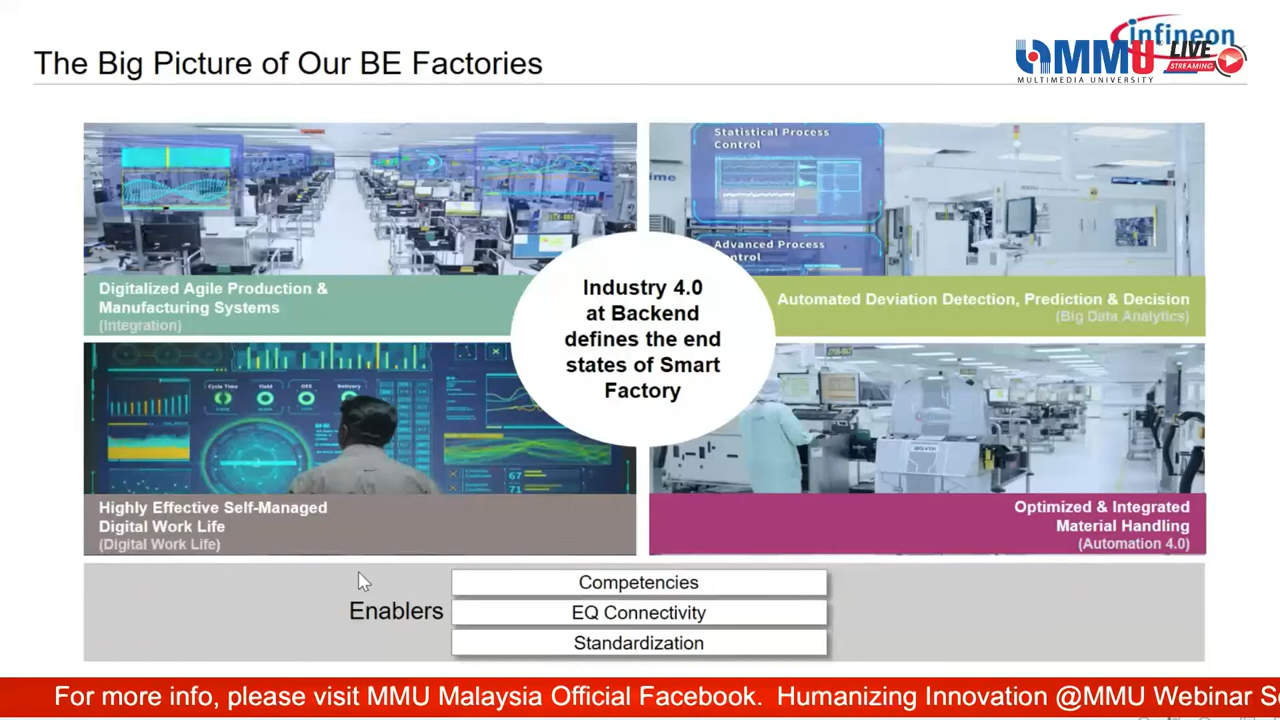 The Big Picture of Our BE Factories
infineon
MMU
MULTIMEDIA UNIVERSITY
LIVE
STREAMING
Statistical Process
Control
Advanced Process
Digitalized Agile Production &
Manufacturing Systems
(Integration)
Automated Deviation Detection, Prediction & Decision
(Big Data Analytics)
Industry 4.0
at Backend
defines the end
states of Smart
Factory
Cycle Time
Yield
Delivery
67
71
Highly Effective Self-Managed
Digital Work Life
(Digital Work Life)
Optimized & Integrated
Material Handling
(Automation 4.0)
Enablers
Competencies
EQ Connectivity
Standardization
For more info, please visit MMU Malaysia Official Facebook. Humanizing Innovation @MMU Webinar S